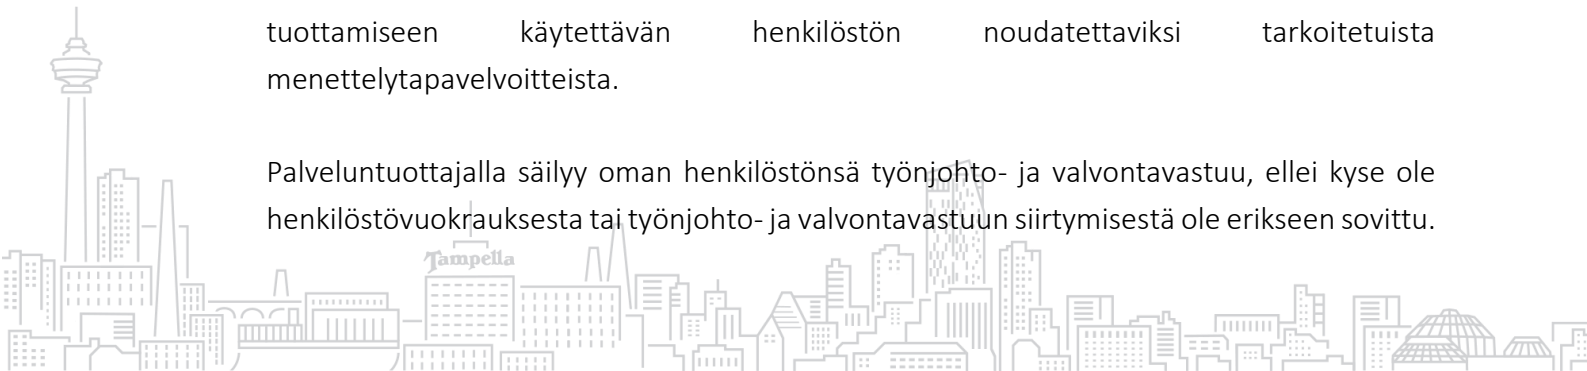 tuottamiseen käytettävän henkilöstön noudatettaviksi tarkoitetuista
menettelytapavelvoitteista.
Palveluntuottajalla säilyy oman henkilöstönsä työnjohto- ja valvontavastuu, ellei kyse ole
henkilöstövuokrauksesta tai työnjohto- ja valvontavastuun siirtymisestä ole erikseen sovittu.
Tampella